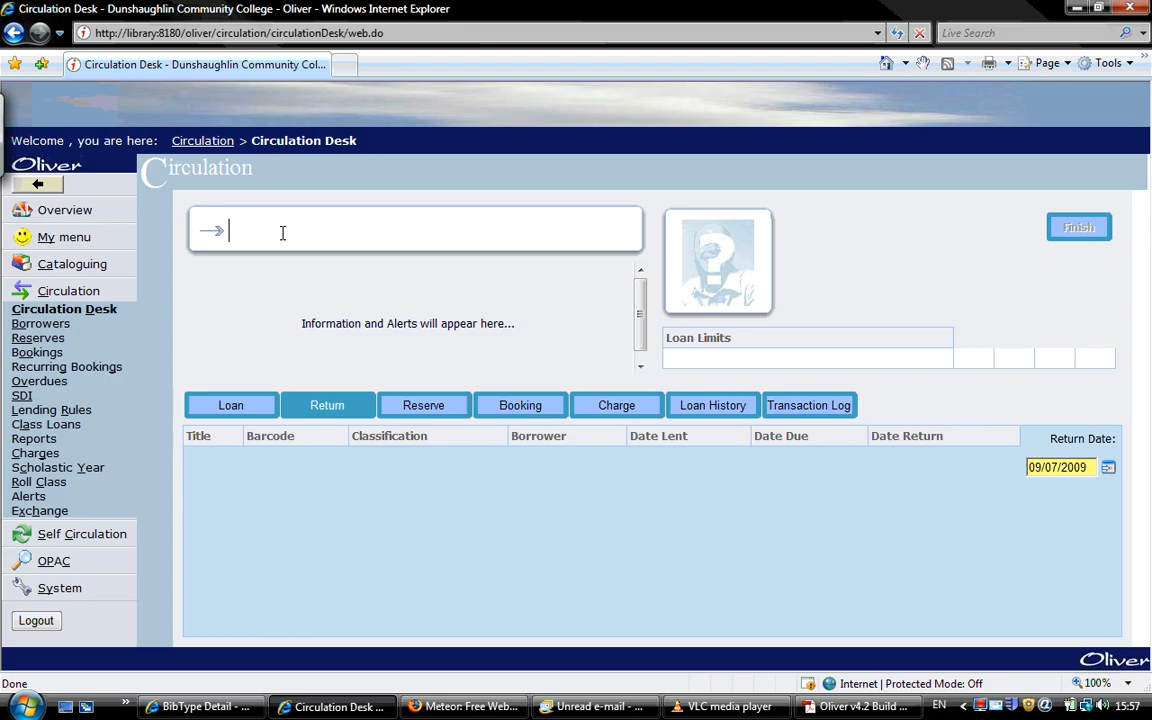 Circulation Desk - Dunshaughlin Community College - Oliver - Windows Internet Explorer
http://library:8180/oliver/circulation/circulationDesk/web.do
Live Search
Circulation Desk - Dunshaughlin Community Col...
Page
Tools
Welcome , you are here: Circulation > Circulation Desk
Oliver
Circulation
Overview
My menu
Cataloguing
Circulation
Circulation Desk
Borrowers
Reserves
Bookings
Recurring Bookings
Overdues
SDI
Lending Rules
Class Loans
Reports
Charges
Scholastic Year
Roll Class
Alerts
Exchange
Self Circulation
OPAC
System
Logout
Finish
Information and Alerts will appear here...
Loan Limits
Loan Return Reserve Booking Charge Loan History Transaction Log
Title Barcode Classification Borrower Date Lent Date Due Date Return
Return Date:
09/07/2009
Oliver
Done
Internet | Protected Mode: Off
100%
BibType Detail - ...
Circulation Desk ...
Meteor: Free Web...
Unread e-mail - ...
VLC media player
Oliver v4.2 Build ...
EN
15:57